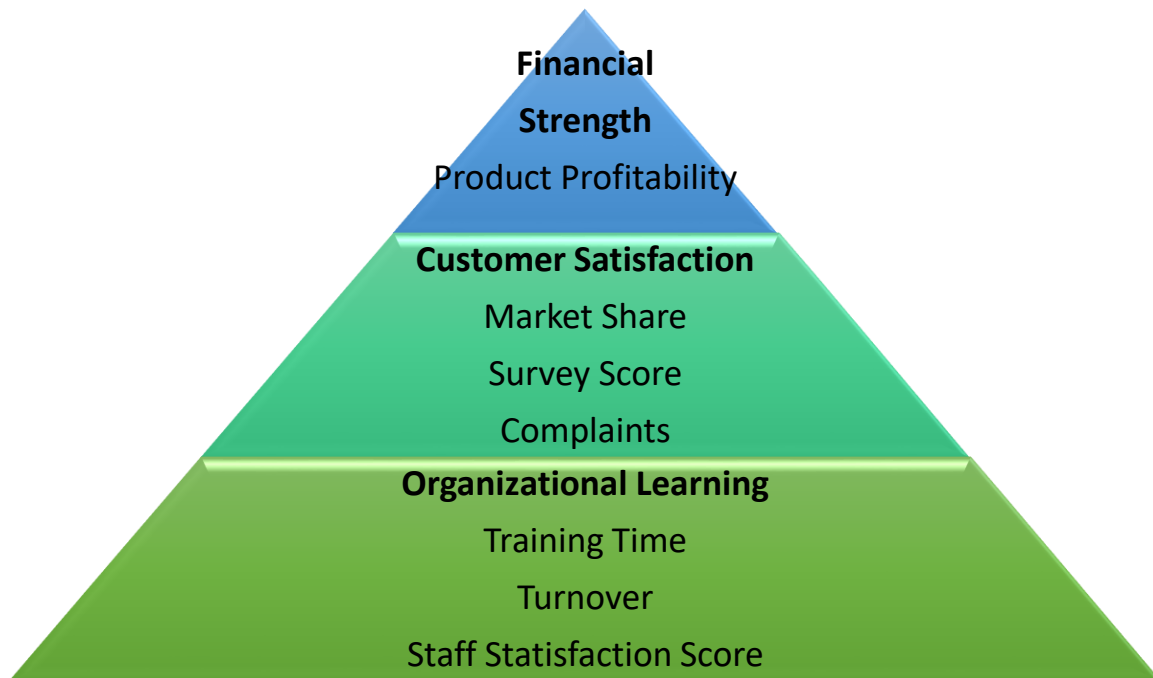 Financial
Strength
Product Profitability
Customer Satisfaction
Market Share
Survey Score
Complaints
Organizational Learning
Training Time
Turnover
Staff Statisfaction Score